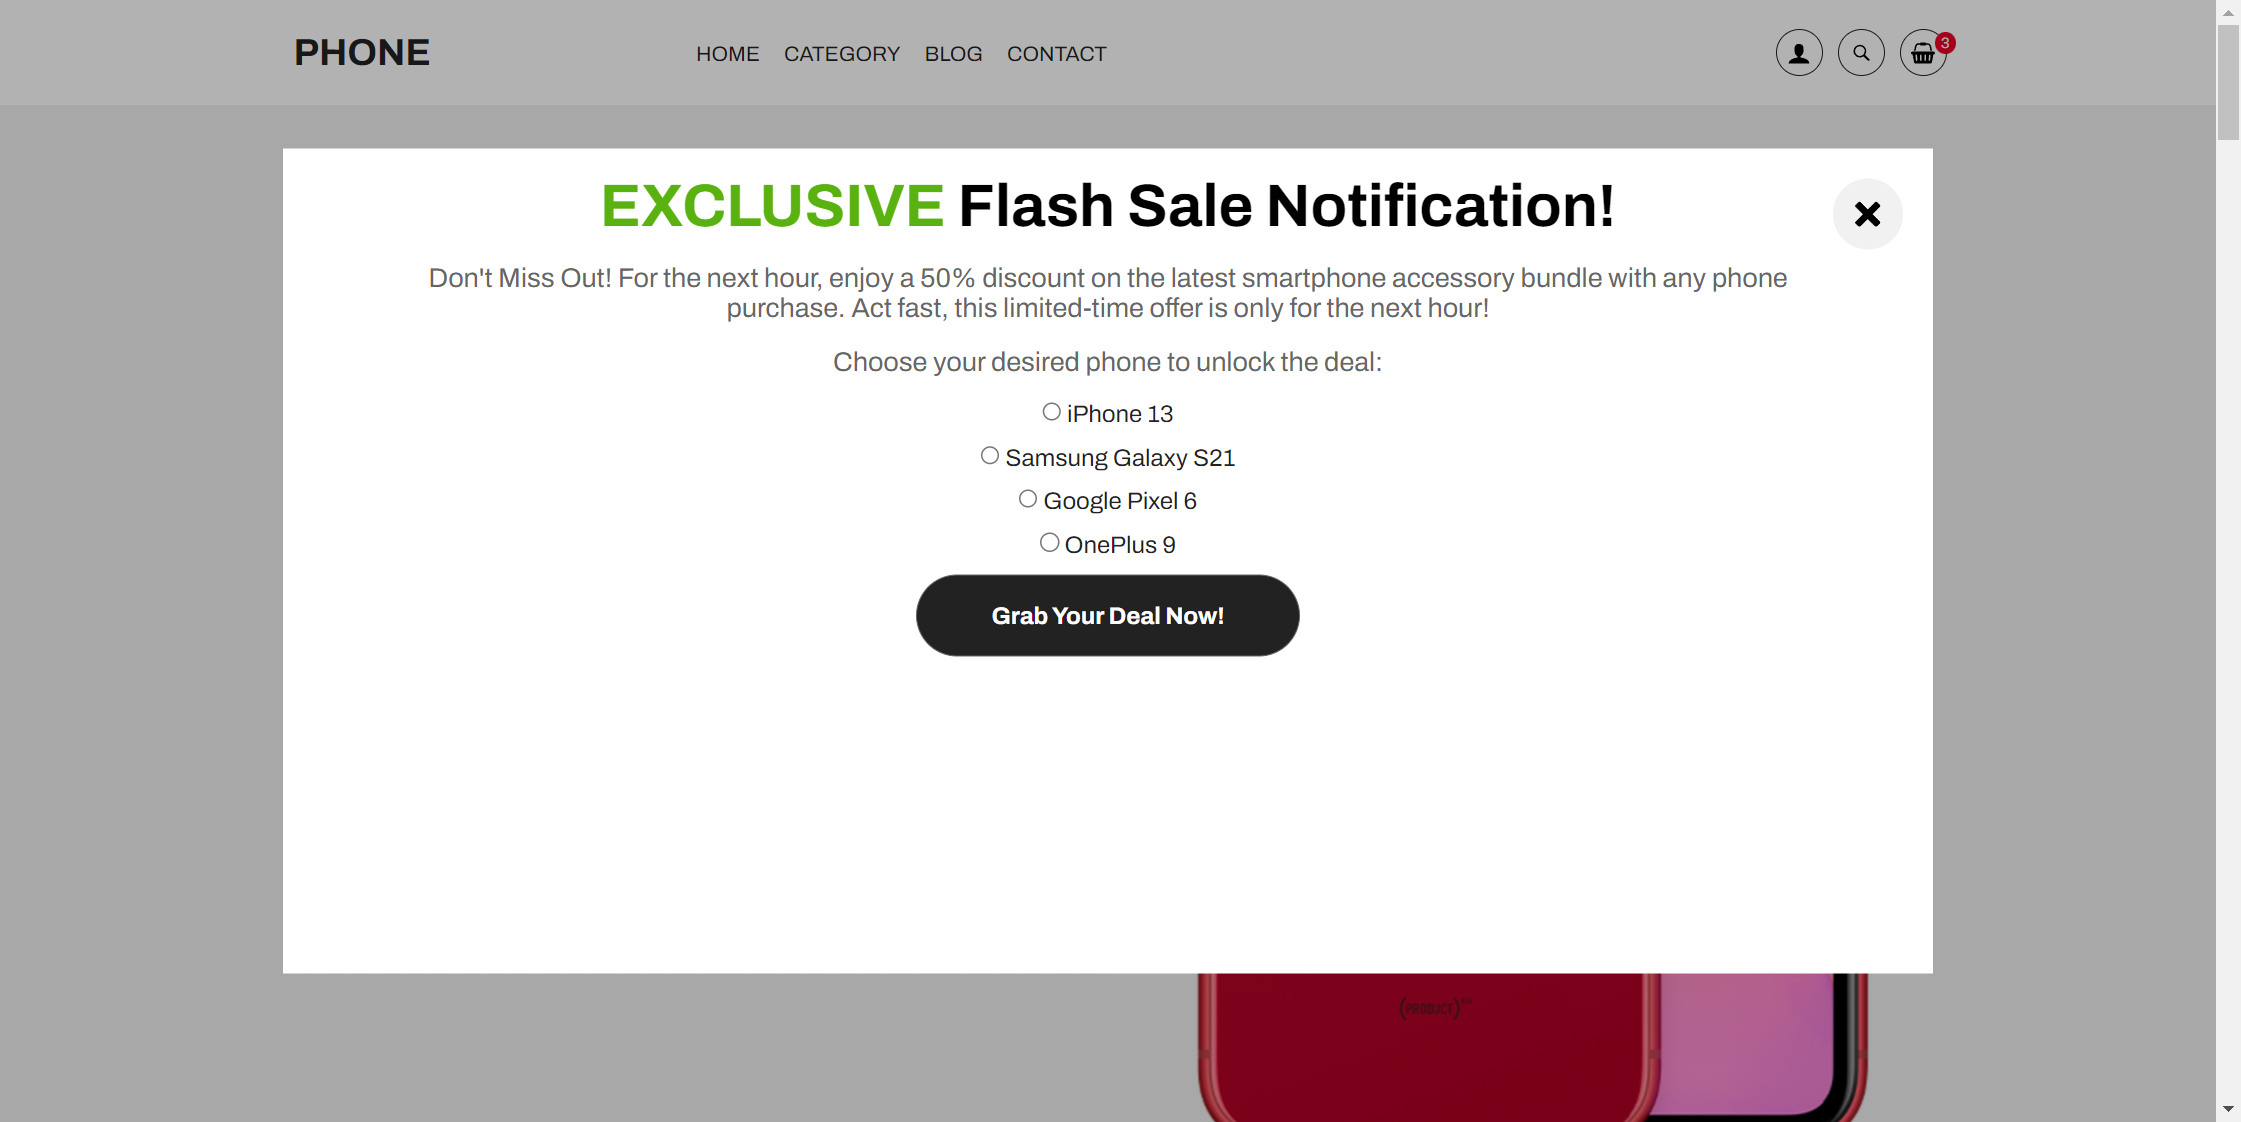 PHONE
HOME CATEGORY BLOG CONTACT
3
EXCLUSIVE Flash Sale Notification!
Don't Miss Out! For the next hour, enjoy a 50% discount on the latest smartphone accessory bundle with any phone
purchase. Act fast, this limited-time offer is only for the next hour!
Choose your desired phone to unlock the deal:
iPhone 13
Samsung Galaxy S21
Google Pixel 6
OnePlus 9
Grab Your Deal Now!
(PRODUCT)